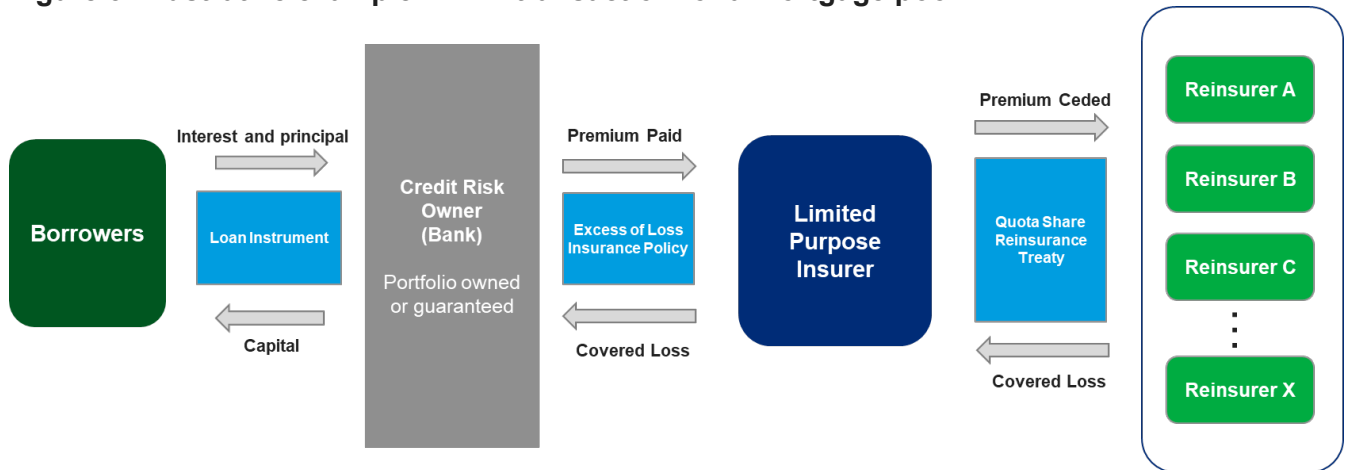 Interest and principal
Borrowers
Loan Instrument
Capital
Credit Risk
Owner
(Bank)
Portfolio owned
or guaranteed
Premium Paid
Excess of Loss
Insurance Policy
Covered Loss
Limited
Purpose
Insurer
Premium Ceded
Quota Share
Reinsurance
Treaty
Covered Loss
Reinsurer A
Reinsurer B
Reinsurer C
Reinsurer X